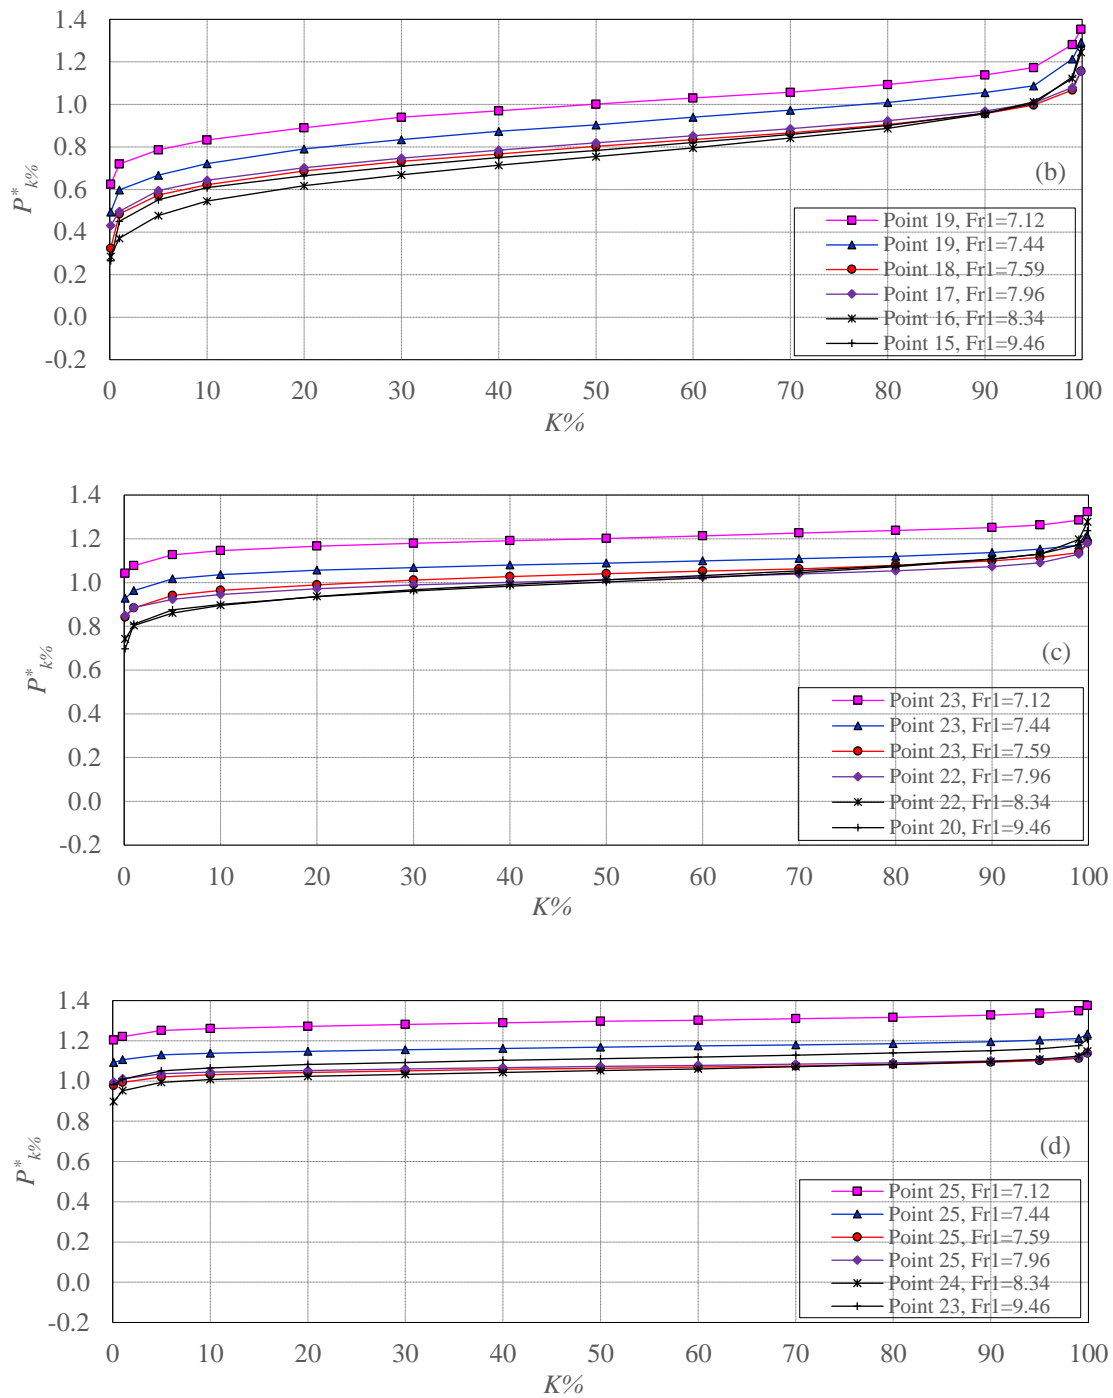 1.4
1.2
1.0
0.8
0.6
0.4
0.2
0.0
-0.2
P*k%
(b)
Point 19, Fr1=7.12
Point 19, Fr1=7.44
Point 18, Fr1=7.59
Point 17, Fr1=7.96
Point 16, Fr1=8.34
Point 15, Fr1=9.46
0 10 20 30 40 50 60 70 80 90 100
K%
1.4
1.2
1.0
0.8
0.6
0.4
0.2
0.0
-0.2
P*k%
(c)
Point 23, Fr1=7.12
Point 23, Fr1=7.44
Point 23, Fr1=7.59
Point 22, Fr1=7.96
Point 22, Fr1=8.34
Point 20, Fr1=9.46
0 10 20 30 40 50 60 70 80 90 100
K%
1.4
1.2
1.0
0.8
0.6
0.4
0.2
0.0
-0.2
P*k%
(d)
Point 25, Fr1=7.12
Point 25, Fr1=7.44
Point 25, Fr1=7.59
Point 25, Fr1=7.96
Point 24, Fr1=8.34
Point 23, Fr1=9.46
0 10 20 30 40 50 60 70 80 90 100
K%